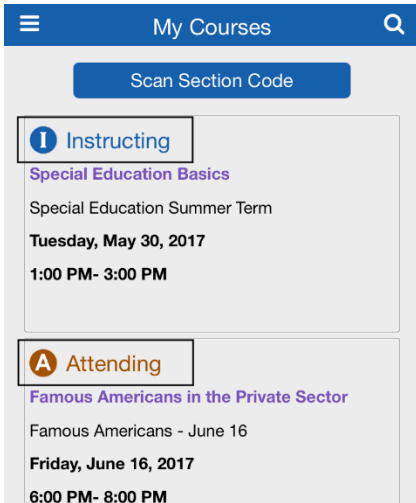 My Courses
Scan Section Code
I Instructing
Special Education Basics
Special Education Summer Term
Tuesday, May 30, 2017
1:00 PM- 3:00 PM
A Attending
Famous Americans in the Private Sector
Famous Americans - June 16
Friday, June 16, 2017
6:00 PM- 8:00 PM